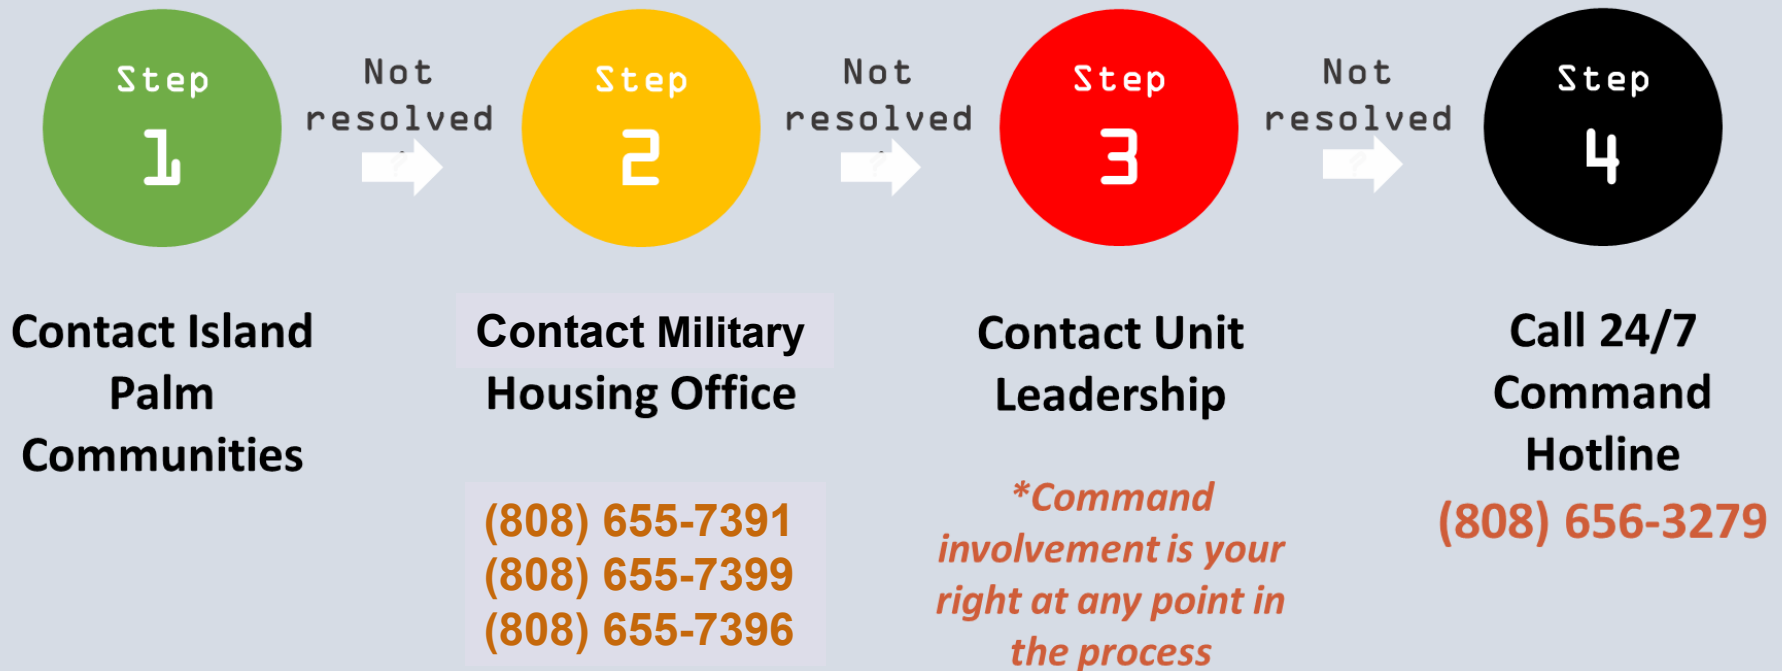 Step
1
Not
resolved
?
Step
2
Not
resolved
?
Step
3
Not
resolved
?
Step
4
Contact Island
Palm
Communities
Contact Military
Housing Office
(808) 655-7391
(808) 655-7399
(808) 655-7396
Contact Unit
Leadership
*Command
involvement is your
right at any point in
the process
Call 24/7
Command
Hotline
(808) 656-3279